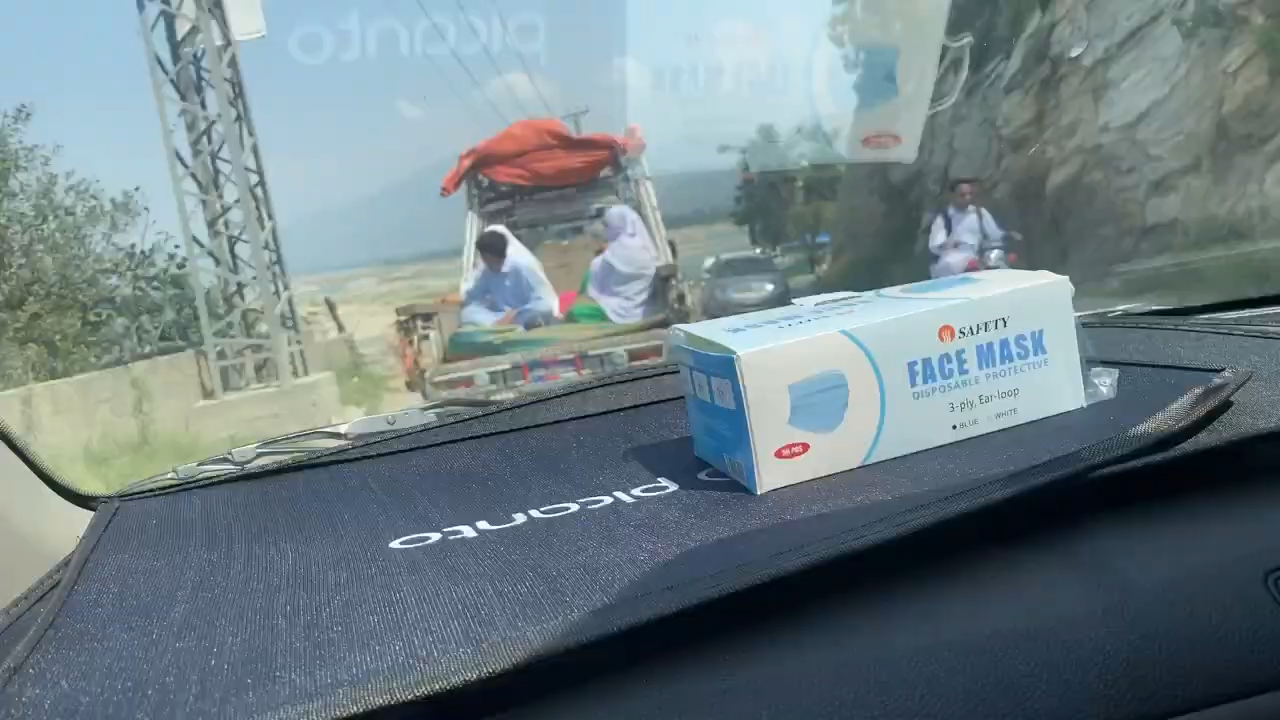 SAFETY
FACE MASK
DISPOSABLE PROTECTIVE
3-ply, Ear-loop
BLUE WHITE
picanto
picanto